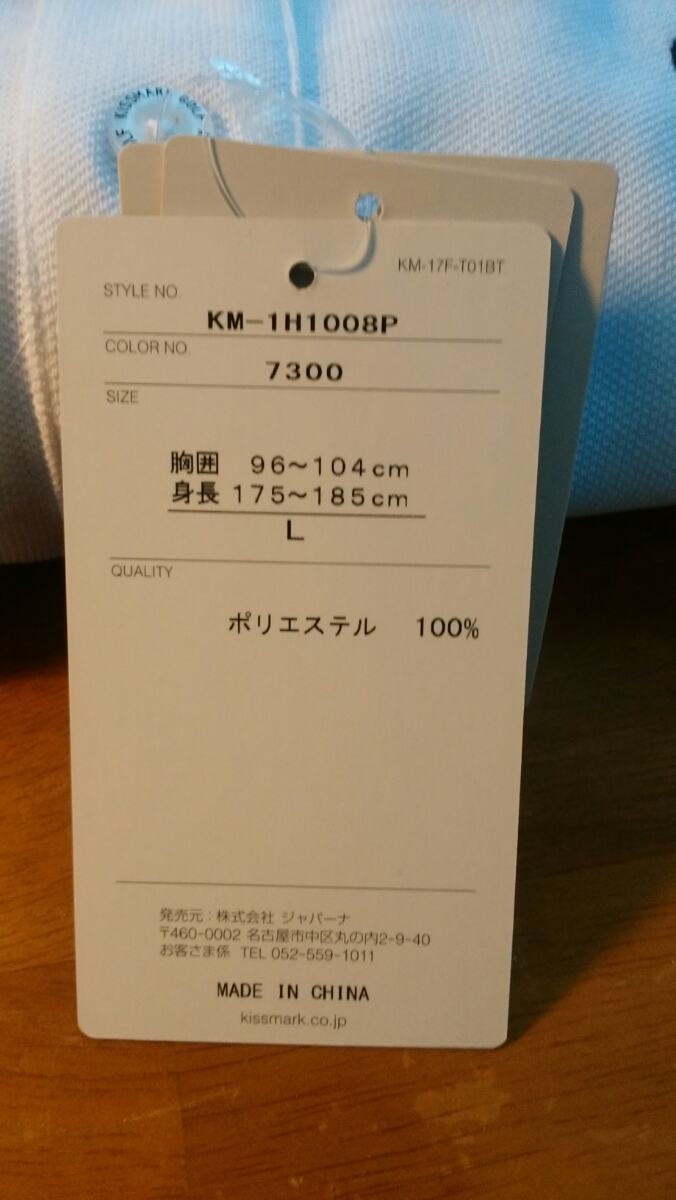 KISSMARK GOLF
KM-17F-T01BT
STYLE NO.
KM-1H1008P
COLOR NO.
7300
SIZE
胸囲 96～104cm
身長 175～185cm
L
QUALITY
ポリエステル 100%
発売元：株式会社 ジャパーナ
〒460-0002 名古屋市中区丸の内2-9-40
お客さま係 TEL 052-559-1011
MADE IN CHINA
kissmark.co.jp